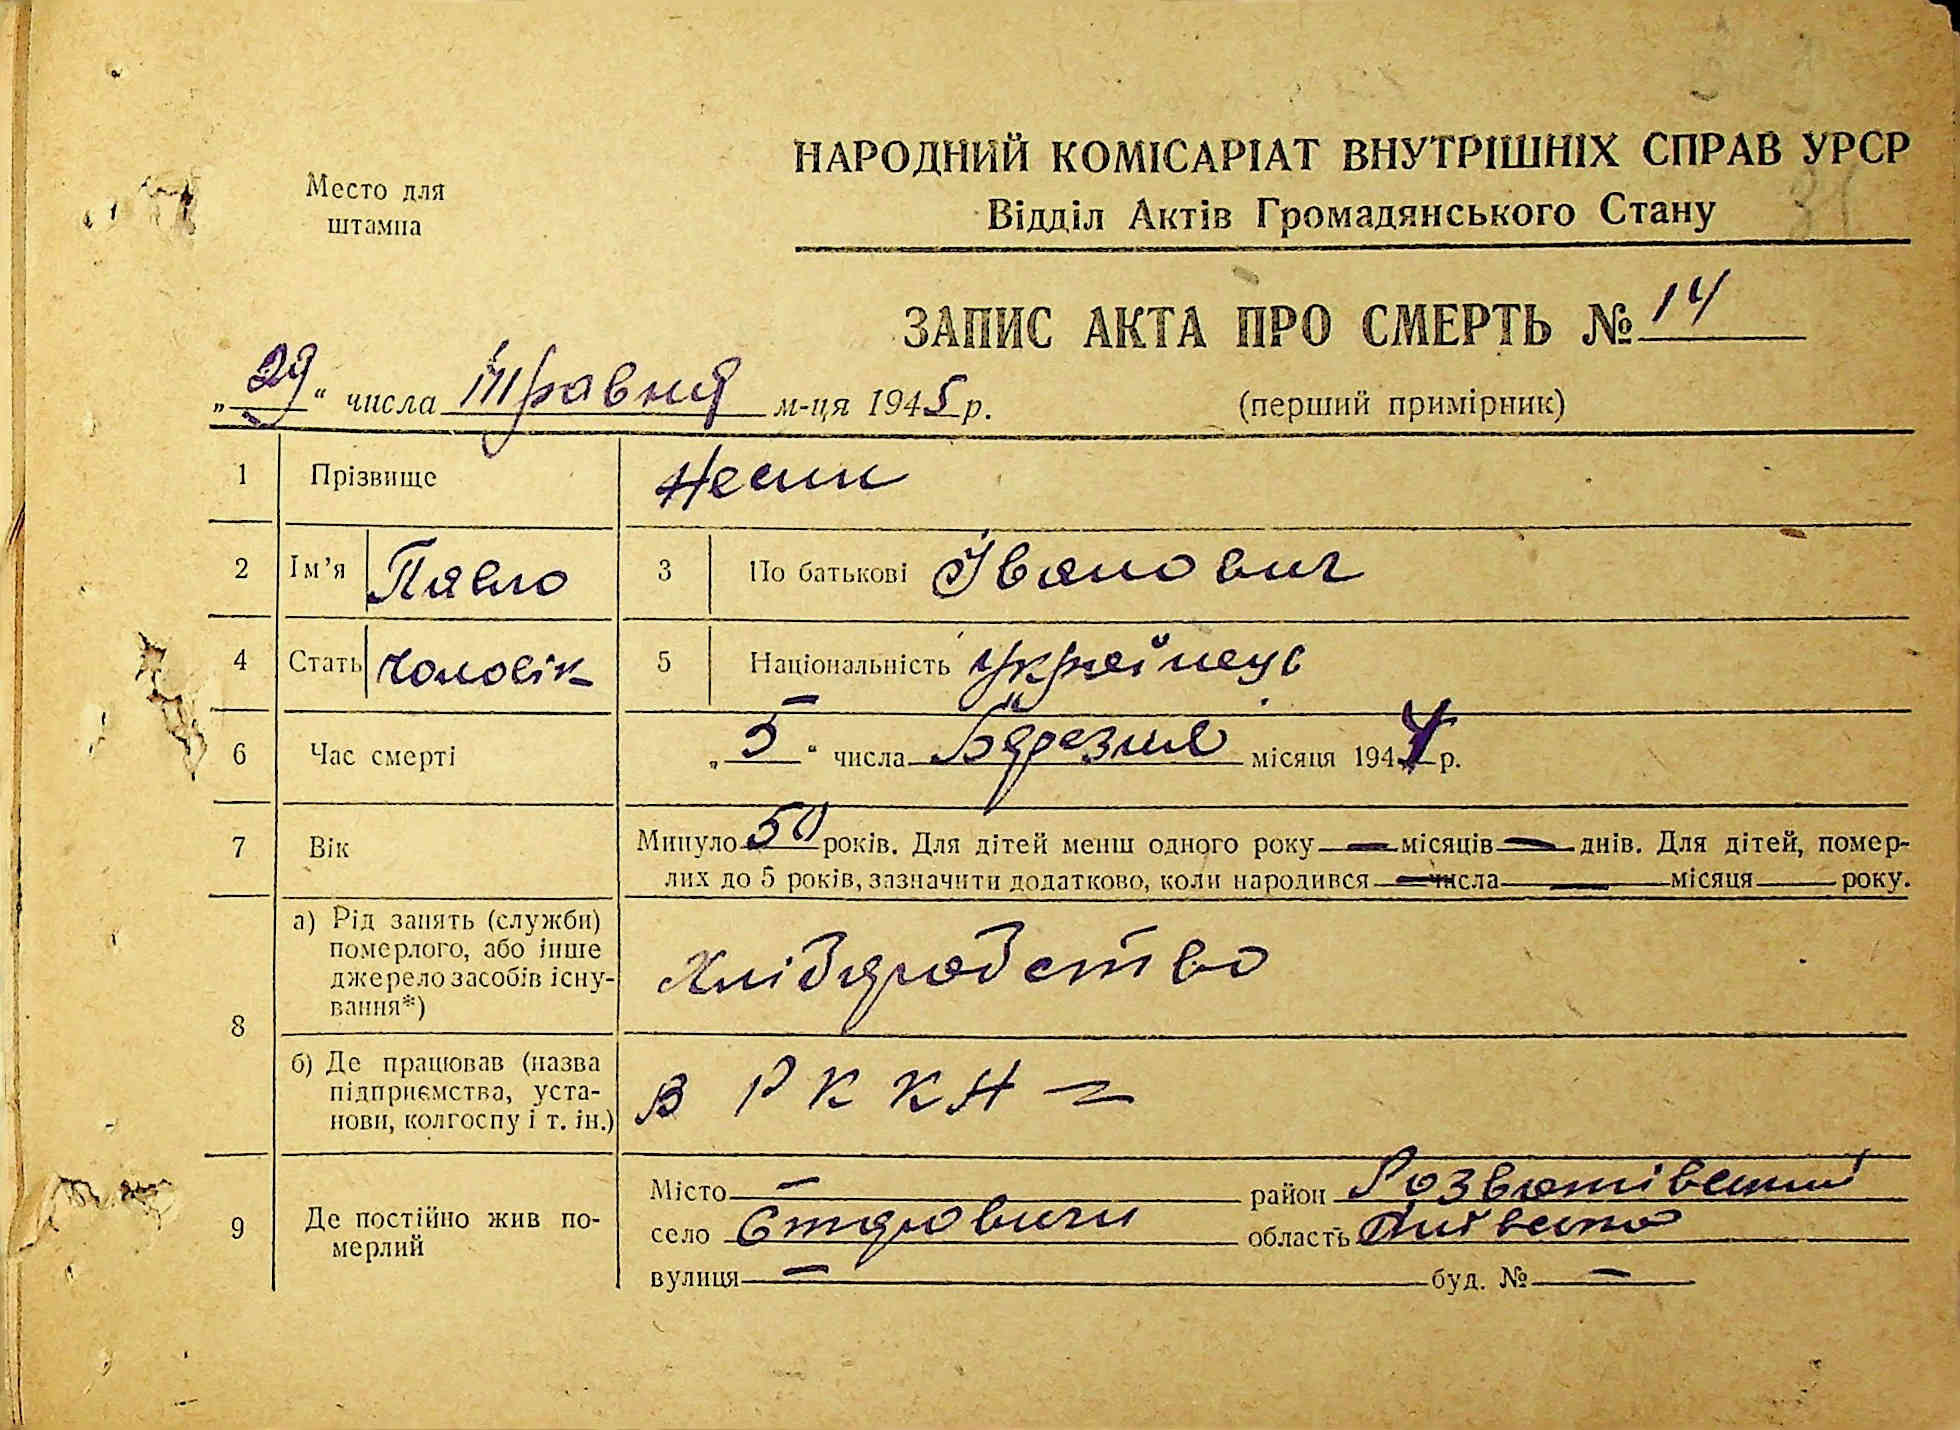 НАРОДНИЙ КОМІСАРІАТ ВНУТРІШНІХ СПРАВ УРСР
Место для
штампа
Відділ Актів Громадянського Стану
ЗАПИС АКТА ПРО СМЕРТЬ № 14
„29“ числа травня м-ця 1945 р. (перший примірник)
1 Прізвище
2 Ім’я Павло 3 По батькові Іванович
4 Стать чоловік 5 Національність українець
6 Час смерті „5“ числа Березня місяця 1944 р.
7 Вік Минуло 50 років. Для дітей менш одного року — місяців — днів. Для дітей, помер-
лих до 5 років, зазначити додатково, коли народився — числа — місяця року.
8 а) Рід занять (служби)
померлого, або інше
джерело засобів існу-
вання*)
Хліборобство
б) Де працював (назва
підприємства, уста-
нови, колгоспу і т. ін.)
в Р К К
9 Де постійно жив по-
мерлий
Місто — район
село область Київська
вулиця — буд. № —